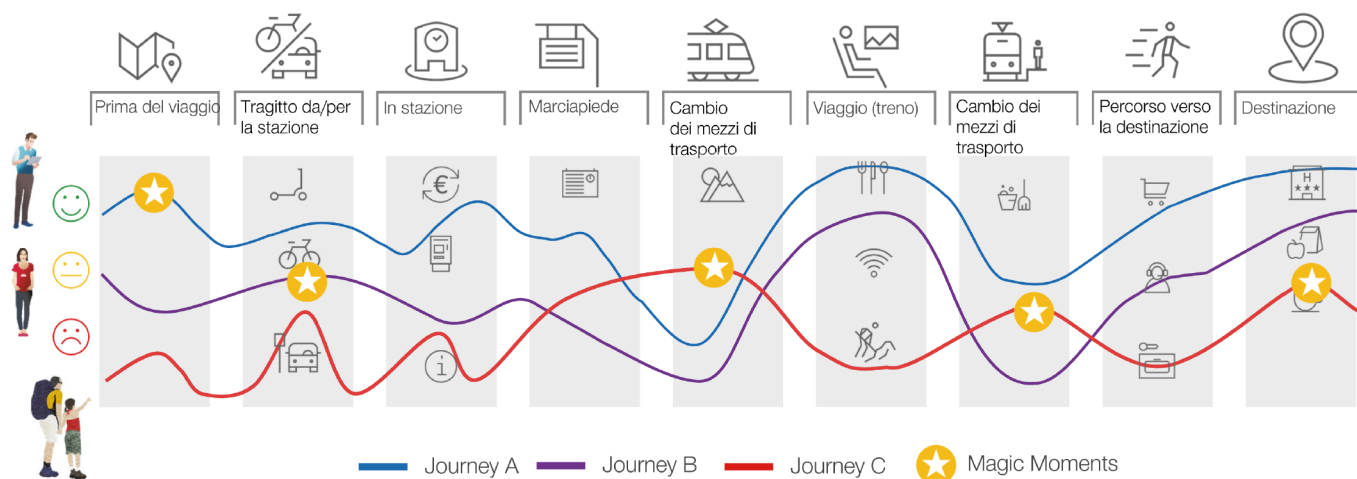 Prima del viaggio
Tragitto da/per
la stazione
In stazione
Marciapiede
Cambio
dei mezzi di
trasporto
Viaggio (treno)
Cambio dei
mezzi di
trasporto
Percorso verso
la destinazione
Destinazione
€
H
i
Journey A
Journey B
Journey C
Magic Moments